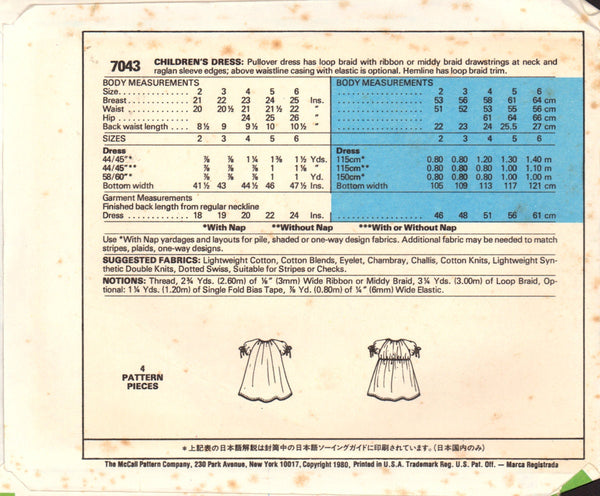 7043 CHILDREN'S DRESS: Pullover dress has loop braid with ribbon or middy braid drawstrings at neck and
raglan sleeve edges; above waistline casing with elastic is optional. Hemline has loop braid trim.
BODY MEASUREMENTS BODY MEASUREMENTS
Size.......... 2 3 4 5 6 .................... 2 3 4 5 6
Breast........ 21 22 23 24 25 Ins. .................... 53 56 58 61 64 cm
Waist ........ 20 20½ 21 21½ 22 " .................... 51 52 53 55 56 cm
Hip .......... 24 25 26 " .................... 61 64 66 cm
Back waist length .... 8½ 9 9½ 10 10½ " .................... 22 23 24 25.5 27 cm
SIZES 2 3 4 5 6 2 3 4 5 6
Dress Dress
44/45"* ⅞ ⅞ 1¼ 1⅜ 1½ Yds. 115cm* 0.80 0.80 1.20 1.30 1.40 m
44/45"** ⅞ ⅞ ⅞ 1 1⅛ " 115cm** 0.80 0.80 0.80 1.00 1.10 m
58/60"* ⅞ ⅞ ⅞ 1 1 Yd. 150cm* 0.80 0.80 0.80 1.00 1.00 m
Bottom width 41½ 43 44½ 46 47½ Ins. Bottom width 105 109 113 117 121 cm
Garment Measurements
Finished back length from regular neckline
Dress .......... 18 19 20 22 24 Ins. .................... 46 48 51 56 61 cm
*With Nap **Without Nap ***With or Without Nap
Use *With Nap yardages and layouts for pile, shaded or one-way design fabrics. Additional fabric may be needed to match
stripes, plaids, one-way designs.
SUGGESTED FABRICS: Lightweight Cotton, Cotton Blends, Eyelet, Chambray, Challis, Cotton Knits, Lightweight Syn-
thetic Double Knits, Dotted Swiss, Suitable for Stripes or Checks.
NOTIONS: Thread, 2¾ Yds. (2.60m) of ⅛" (3mm) Wide Ribbon or Middy Braid, 3¼ Yds. (3.00m) of Loop Braid, Op-
tional: 1¼ Yds. (1.20m) of Single Fold Bias Tape, ⅞ Yd. (0.80m) of ¼" (6mm) Wide Elastic.
4
PATTERN
PIECES
*上記表の日本語解説は封筒中の日本語ソーイングガイドに印刷されています。(日本国内のみ)
The McCall Pattern Company, 230 Park Avenue, New York 10017, Copyright 1980, Printed in U.S.A. Trademark Reg. U.S. Pat. Off. — Marca Registrada